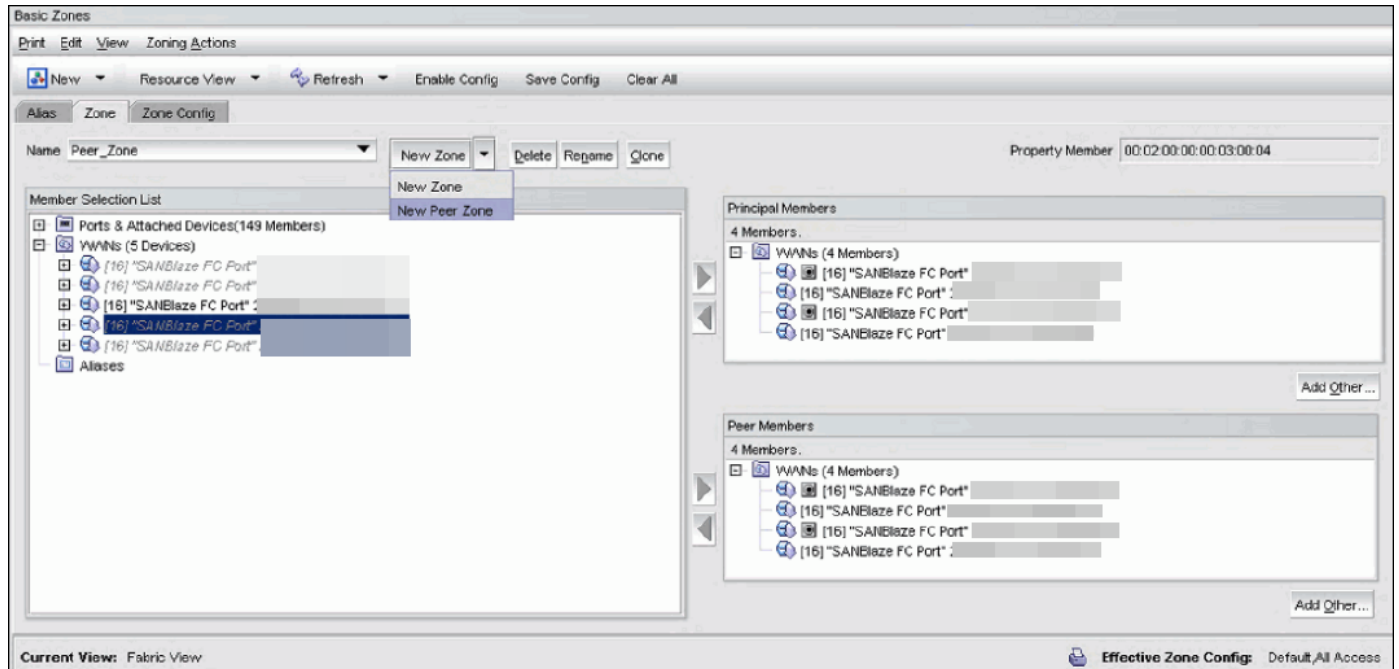 Basic Zones
Print Edit View Zoning Actions
New Resource View Refresh Enable Config Save Config Clear All
Alias Zone Zone Config
Name Peer_Zone New Zone Delete Rename Clone Property Member 00:02:00:00:00:03:00:04
New Zone
New Peer Zone
Member Selection List
Ports & Attached Devices(149 Members)
WWNs (5 Devices)
[16] "SANBlaze FC Port"
[16] "SANBlaze FC Port"
[16] "SANBlaze FC Port" 2
[16] "SANBlaze FC Port"
[16] "SANBlaze FC Port"
Aliases
Principal Members
4 Members.
WWNs (4 Members)
[16] "SANBlaze FC Port"
[16] "SANBlaze FC Port"
[16] "SANBlaze FC Port"
[16] "SANBlaze FC Port"
Add Other...
Peer Members
4 Members.
WWNs (4 Members)
[16] "SANBlaze FC Port"
[16] "SANBlaze FC Port"
[16] "SANBlaze FC Port"
[16] "SANBlaze FC Port"
Add Other...
Current View: Fabric View Effective Zone Config: Default,All Access